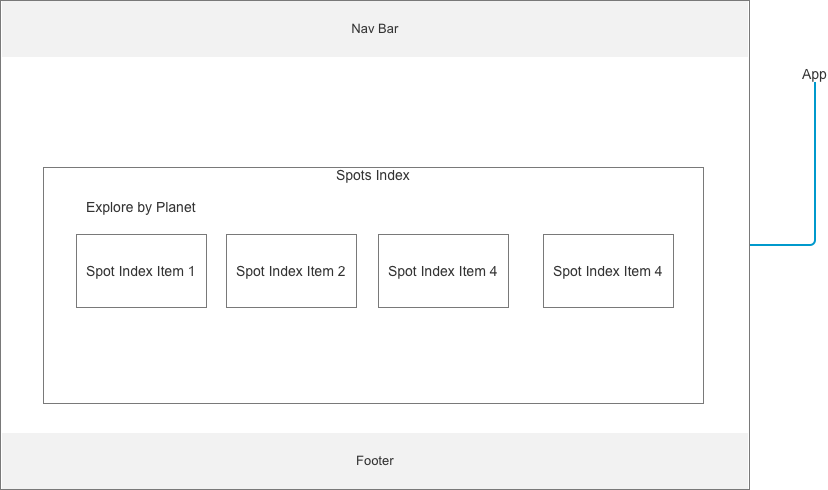 Nav Bar
App
Spots Index
Explore by Planet
Spot Index Item 1
Spot Index Item 2
Spot Index Item 4
Spot Index Item 4
Footer